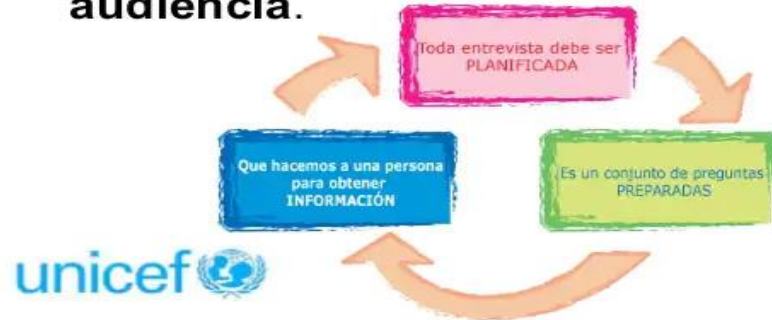 audiencia.
Toda entrevista debe ser
PLANIFICADA
Es un conjunto de preguntas
PREPARADAS
Que hacemos a una persona
para obtener
INFORMACIÓN
unicef